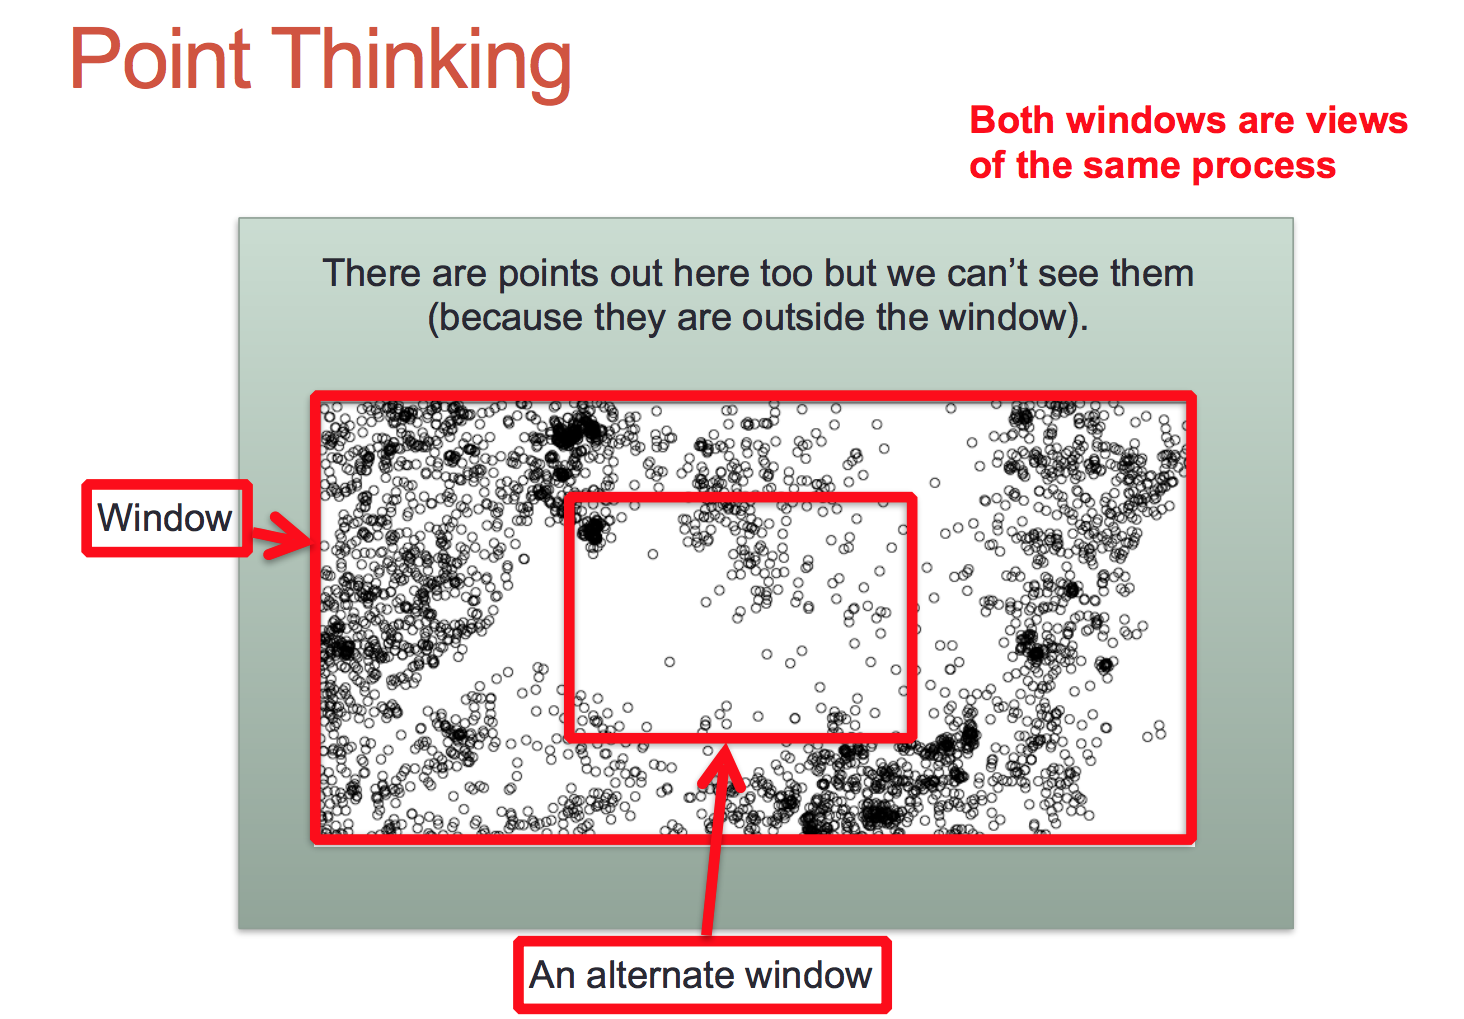 Point Thinking
Both windows are views
of the same process
There are points out here too but we can’t see them
(because they are outside the window).
Window
An alternate window